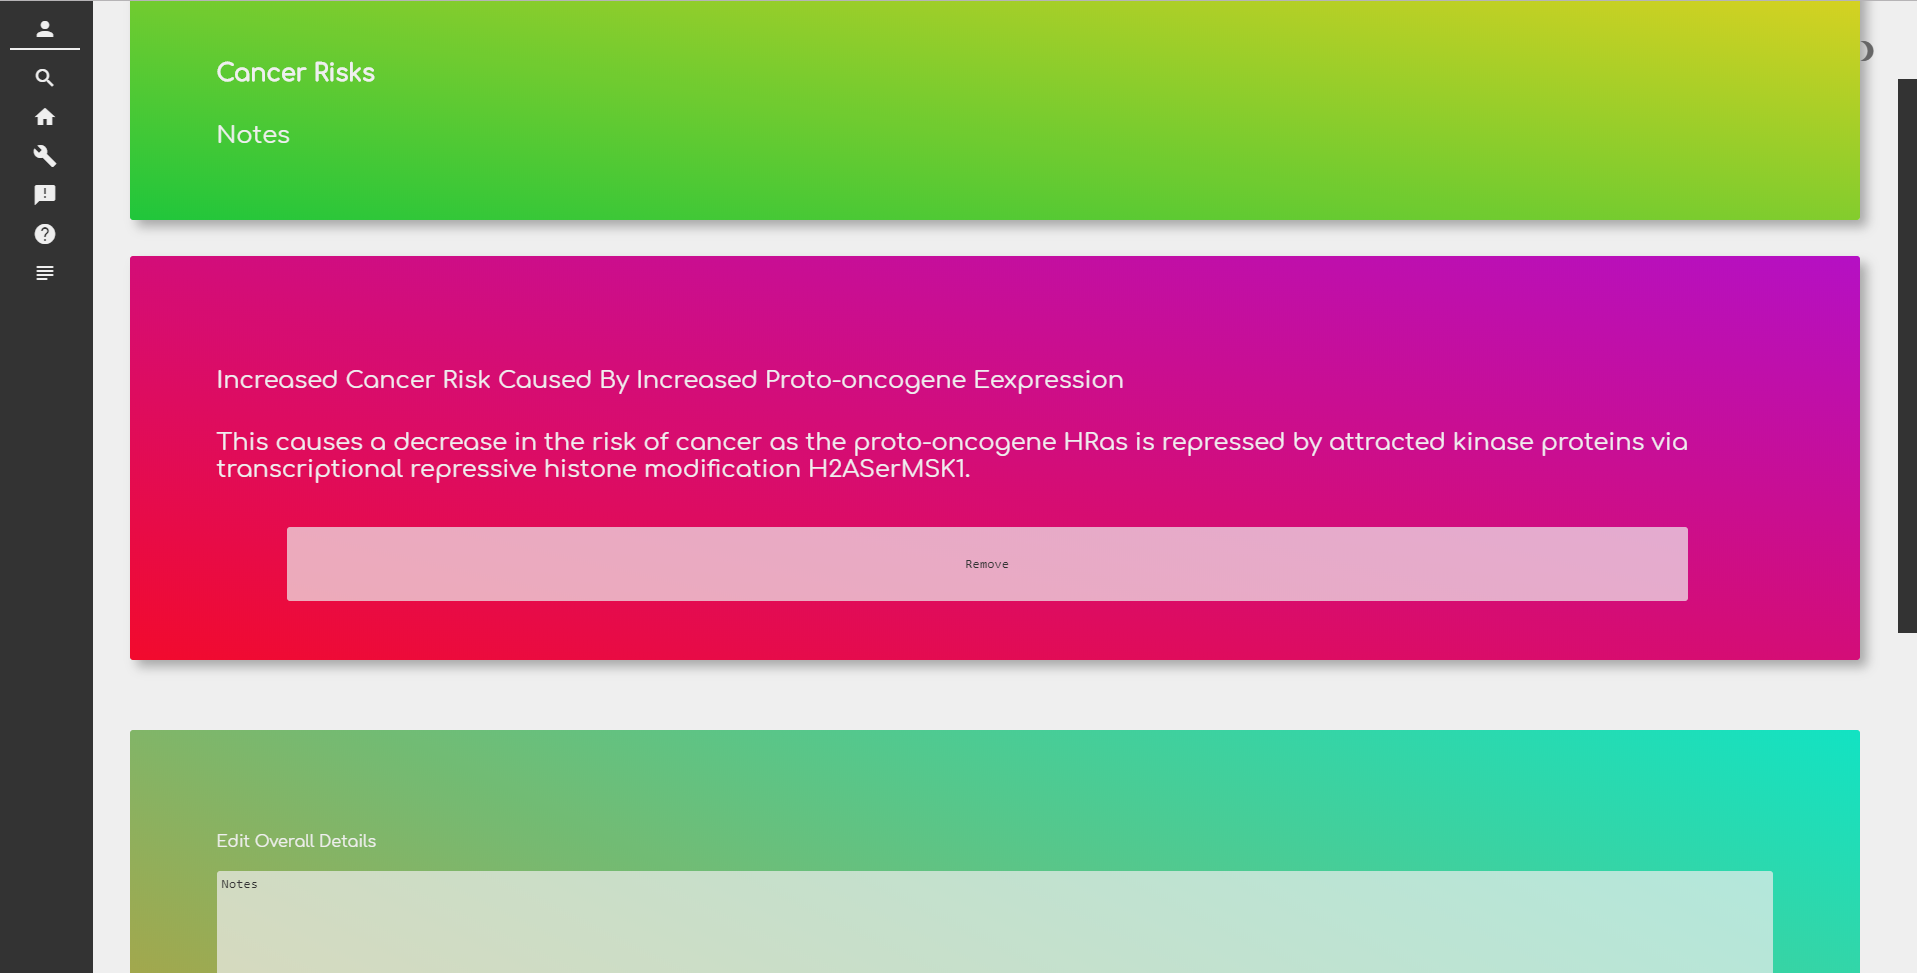 Cancer Risks
Notes
Increased Cancer Risk Caused By Increased Proto-oncogene Eexpression
This causes a decrease in the risk of cancer as the proto-oncogene HRas is repressed by attracted kinase proteins via
transcriptional repressive histone modification H2ASerMSK1.
Remove
Edit Overall Details
Notes